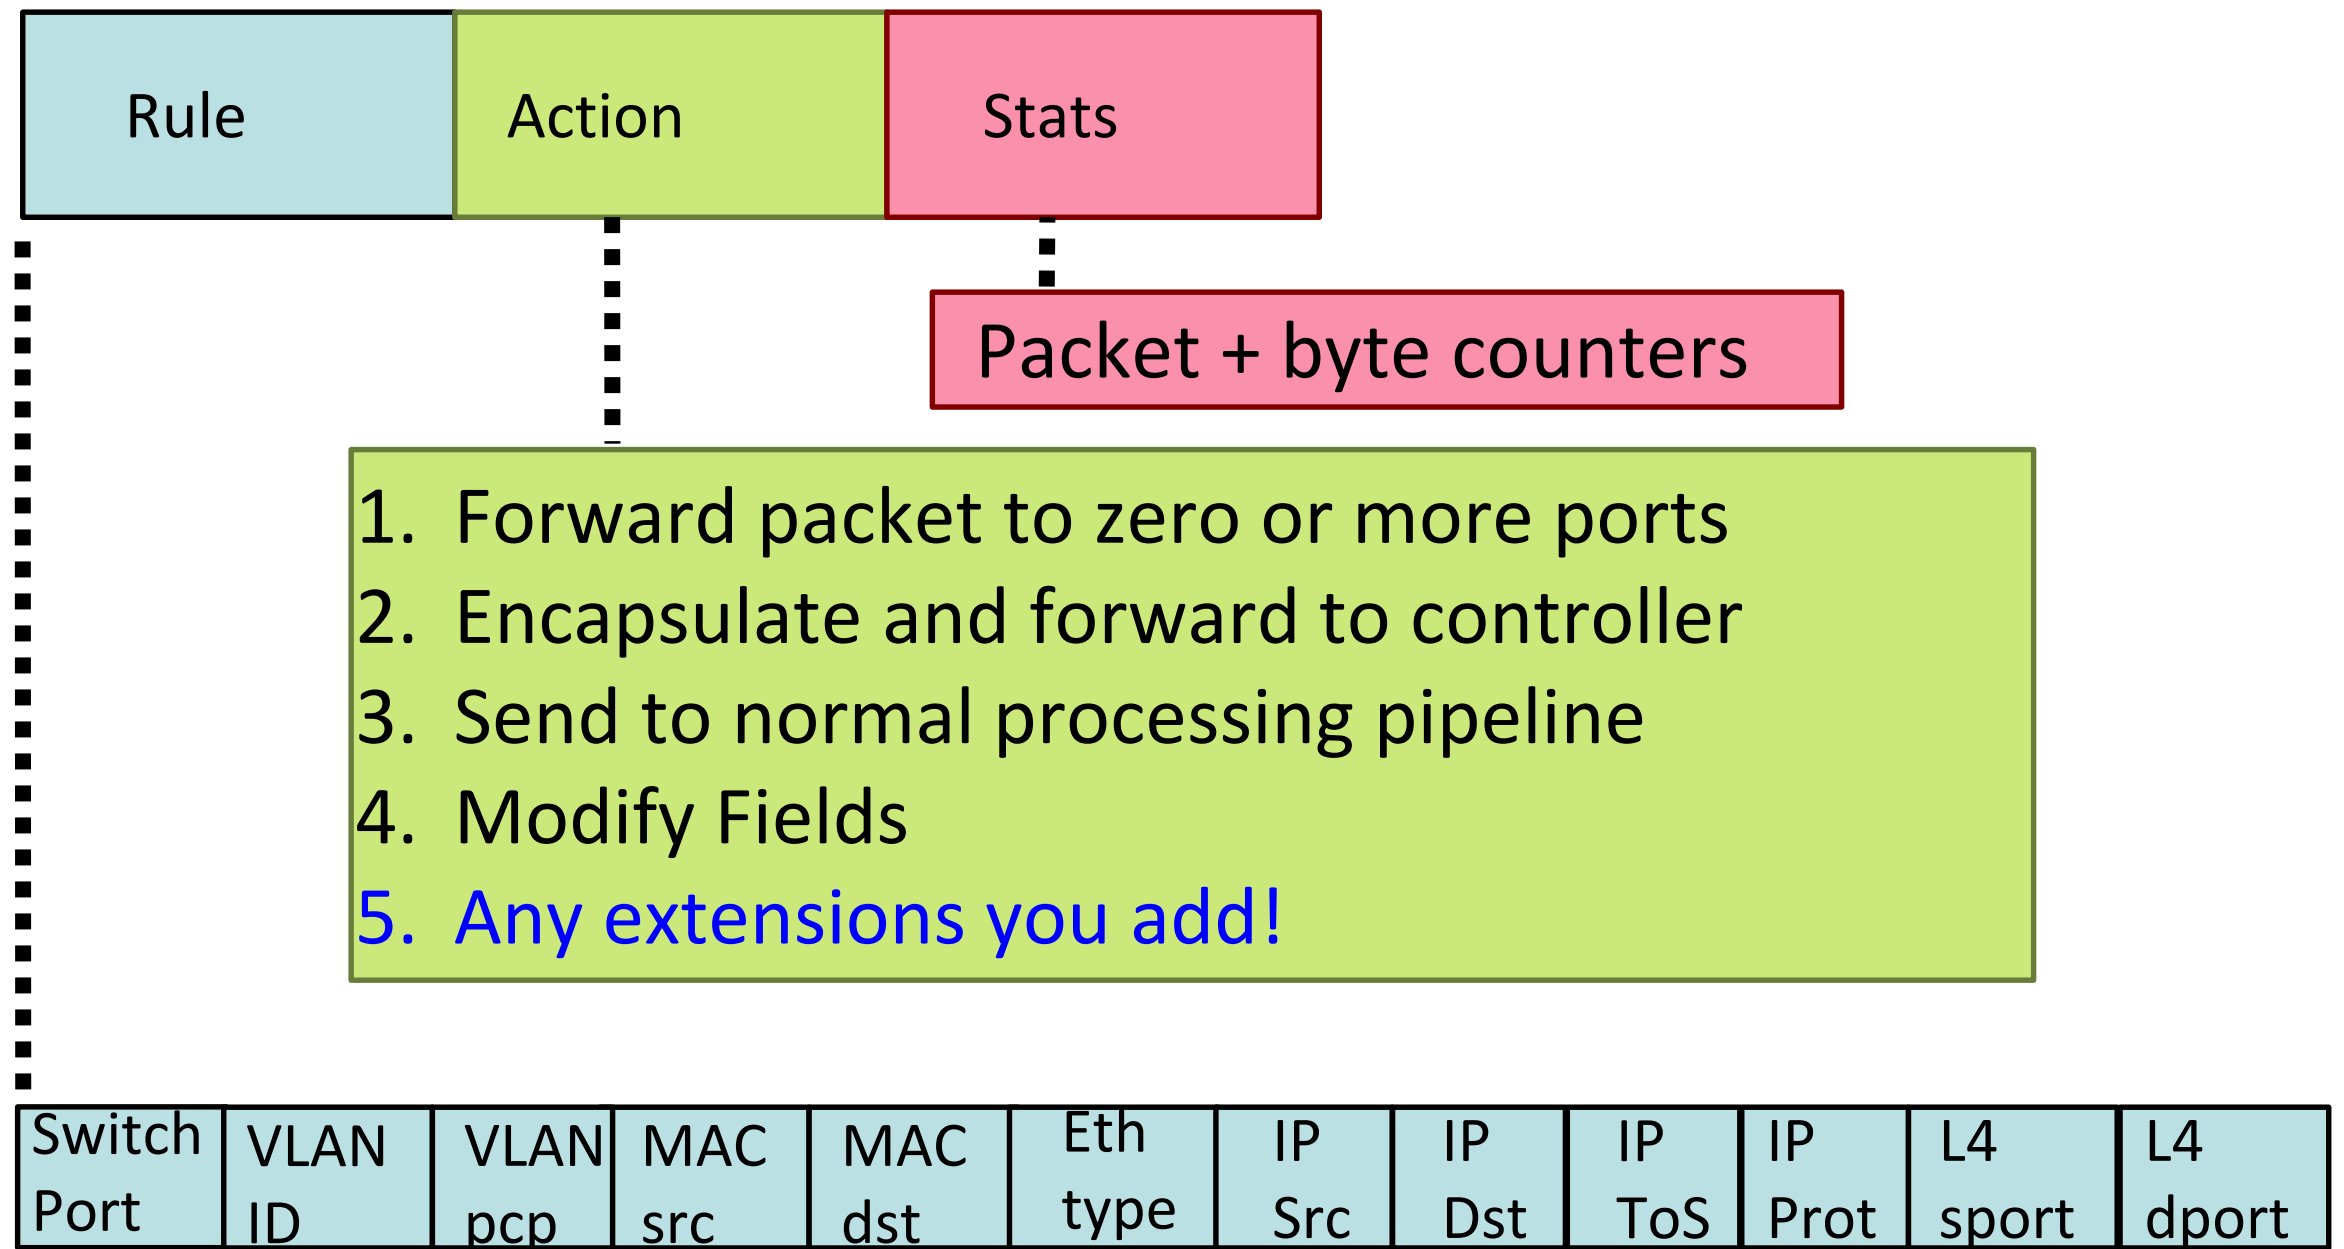 Rule
Action
Stats
Packet + byte counters
1. Forward packet to zero or more ports
2. Encapsulate and forward to controller
3. Send to normal processing pipeline
4. Modify Fields
5. Any extensions you add!
Switch
Port
VLAN
ID
VLAN
pcp
MAC
src
MAC
dst
Eth
type
IP
Src
IP
Dst
IP
ToS
IP
Prot
L4
sport
L4
dport